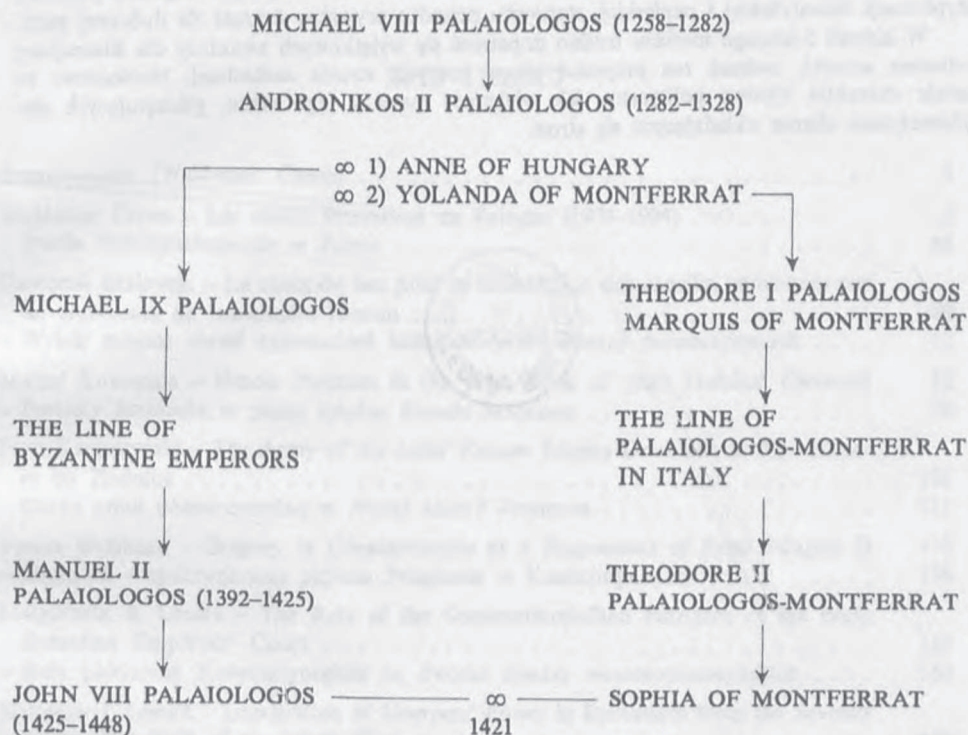 MICHAEL VIII PALAIOLOGOS (1258–1282)
ANDRONIKOS II PALAIOLOGOS (1282–1328)
∞ 1) ANNE OF HUNGARY
∞ 2) YOLANDA OF MONTFERRAT
MICHAEL IX PALAIOLOGOS
THEODORE I PALAIOLOGOS
MARQUIS OF MONTFERRAT
THE LINE OF
BYZANTINE EMPERORS
THE LINE OF
PALAIOLOGOS-MONTFERRAT
IN ITALY
MANUEL II
PALAIOLOGOS (1392–1425)
THEODORE II
PALAIOLOGOS-MONTFERRAT
JOHN VIII PALAIOLOGOS
(1425–1448)
∞
1421
SOPHIA OF MONTFERRAT